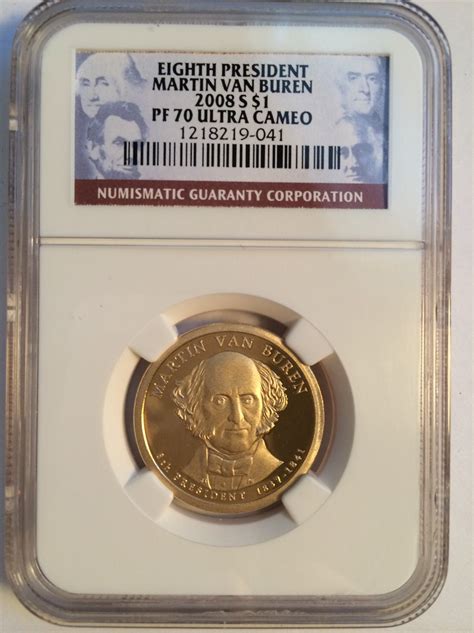 EIGHTH PRESIDENT
MARTIN VAN BUREN
2008 S $1
PF 70 ULTRA CAMEO
1218219-041
NUMISMATIC GUARANTY CORPORATION
MARTIN VAN BUREN
8th PRESIDENT 1837-1841